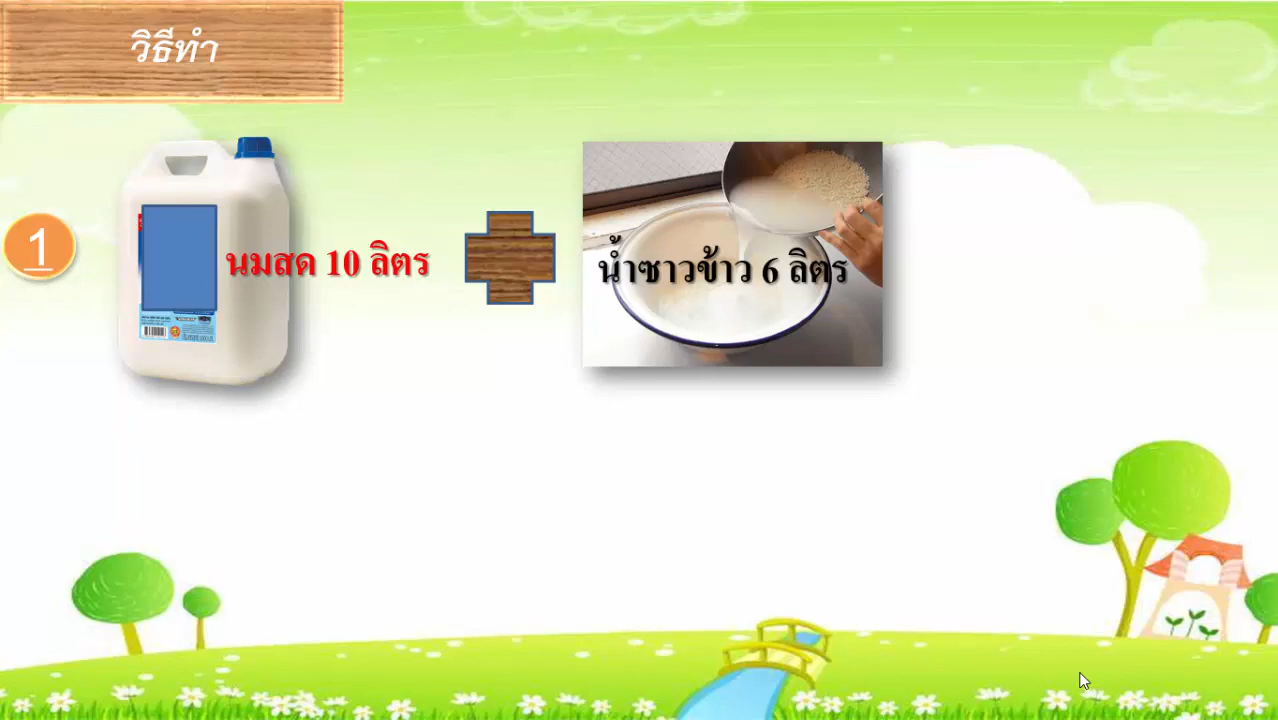 วิธีทำ
1
นมสด 10 ลิตร
น้ำซาวข้าว 6 ลิตร